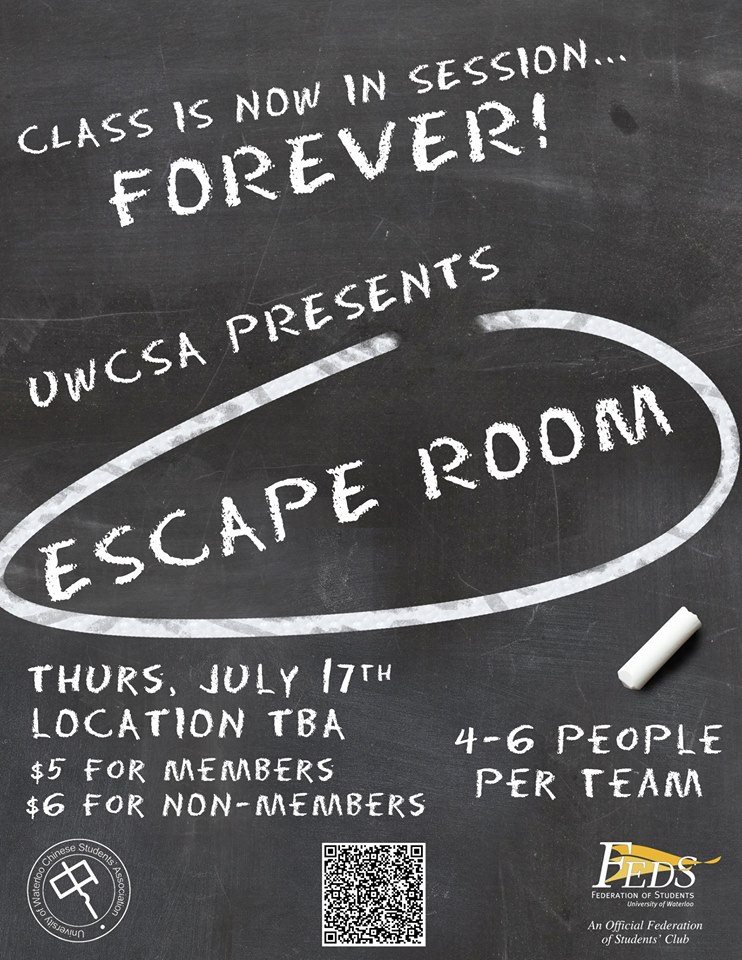 CLASS IS NOW IN SESSION...
FOREVER!
UWCSA PRESENTS
ESCAPE ROOM
THURS, JULY 17TH
LOCATION TBA
$5 FOR MEMBERS
$6 FOR NON-MEMBERS
4-6 PEOPLE
PER TEAM
University of Waterloo Chinese Students Association
FEDS
FEDERATION OF STUDENTS
University of Waterloo
An Official Federation
of Students' Club